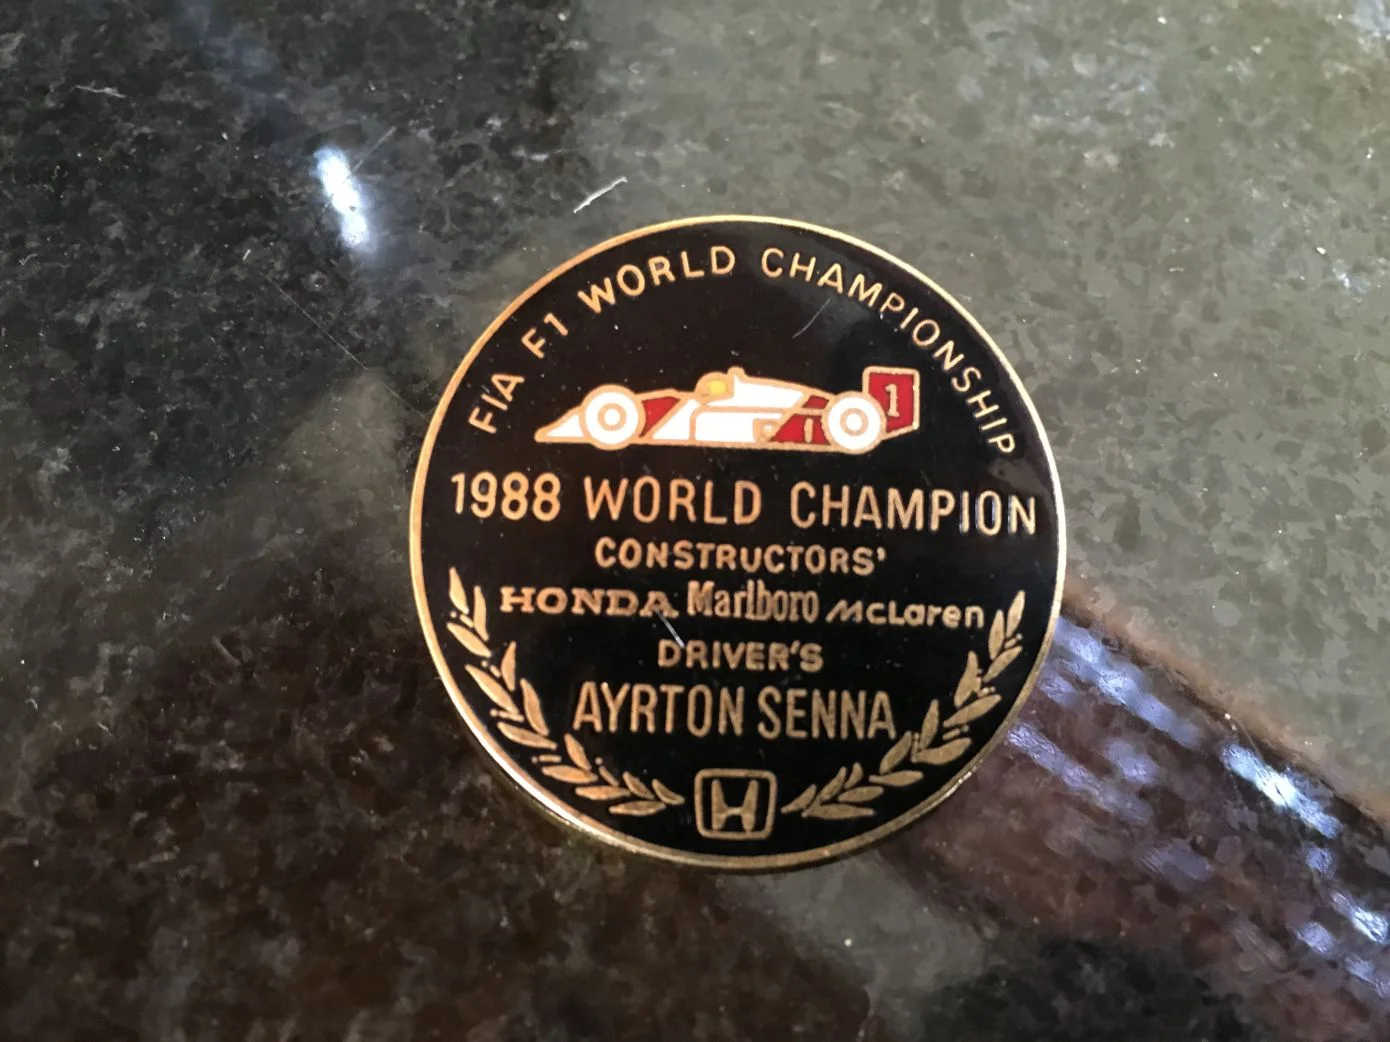 FIA F1 WORLD CHAMPIONSHIP
1
1988 WORLD CHAMPION
CONSTRUCTORS'
HONDA Marlboro McLaren
DRIVER'S
AYRTON SENNA
H